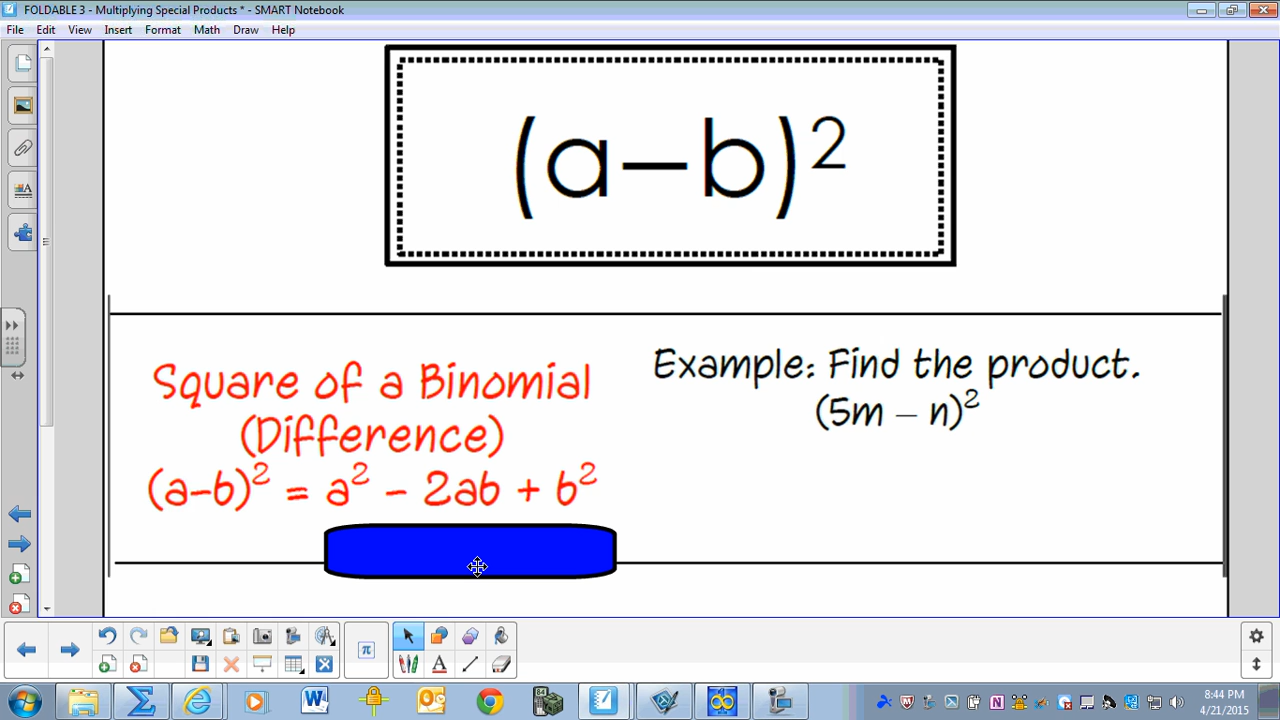 FOLDABLE 3 - Multiplying Special Products * - SMART Notebook
File Edit View Insert Format Math Draw Help
(a–b)²
Square of a Binomial
(Difference)
(a-b)² = a² - 2ab + b²
Example: Find the product.
(5m – n)²
π
A
8:44 PM
4/21/2015